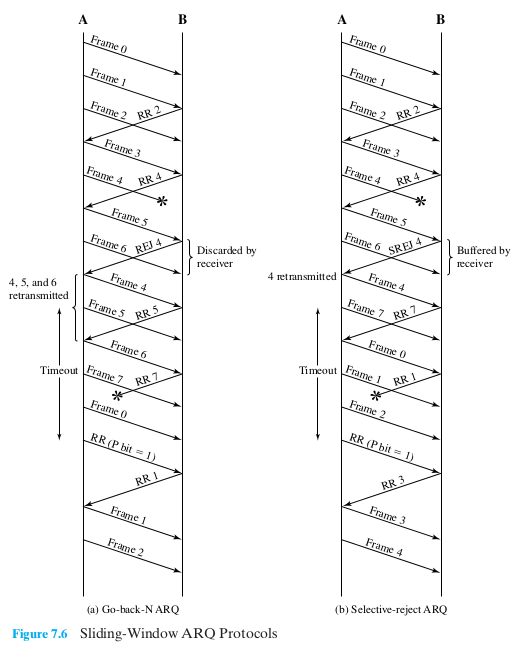 A B
Frame 0
Frame 1
Frame 2
RR 2
Frame 3
Frame 4
RR 4
Frame 5
Frame 6
REJ 4
Discarded by
receiver
4, 5, and 6
retransmitted
Frame 4
Frame 5
RR 5
Frame 6
Timeout
Frame 7
RR 7
Frame 0
RR (P bit = 1)
RR 1
Frame 1
Frame 2
(a) Go-back-N ARQ
A B
Frame 0
Frame 1
Frame 2
RR 2
Frame 3
Frame 4
RR 4
Frame 5
Frame 6
SREJ 4
Buffered by
receiver
4 retransmitted
Frame 4
Frame 7
RR 7
Frame 0
Timeout
Frame 1
RR 1
Frame 2
RR (P bit = 1)
RR 3
Frame 3
Frame 4
(b) Selective-reject ARQ
Figure 7.6 Sliding-Window ARQ Protocols